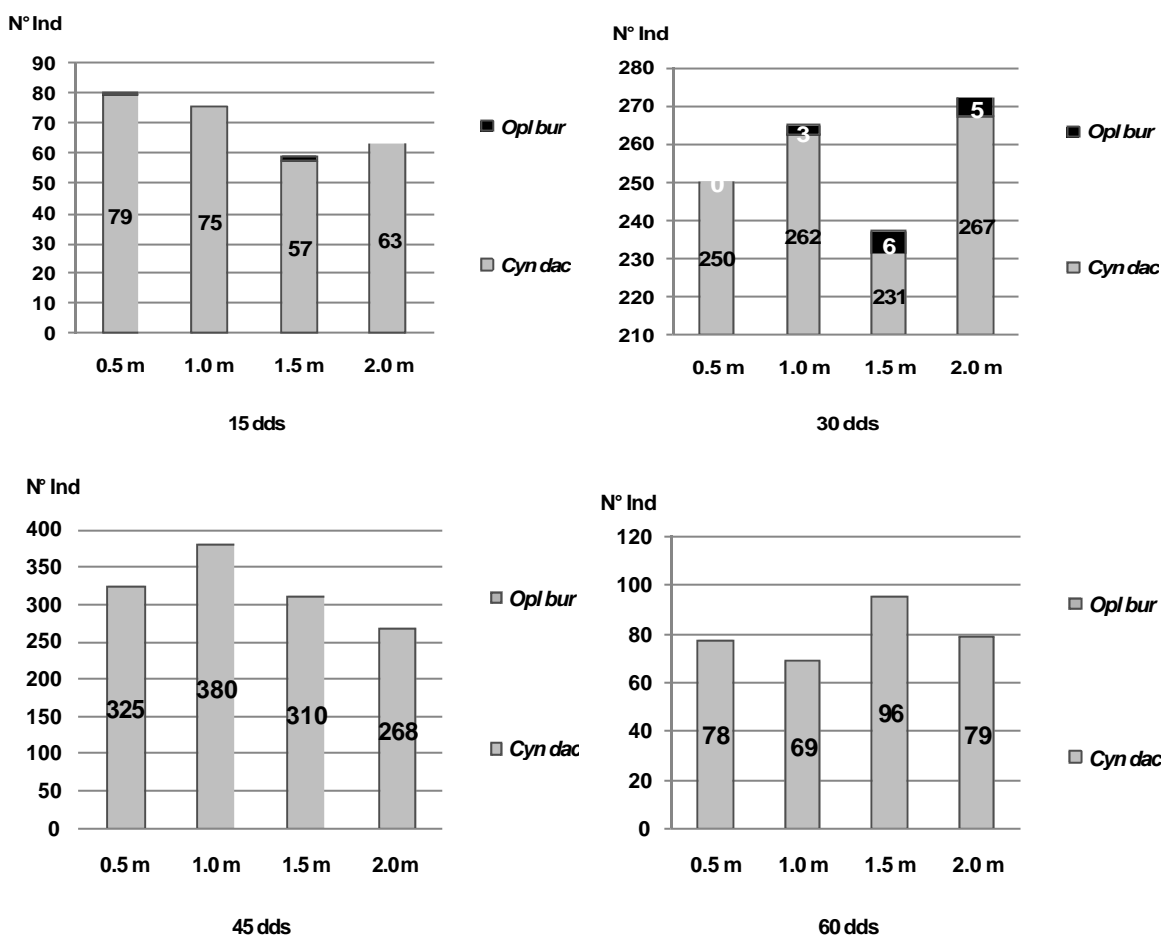 N° Ind
90
80
70
60
50
40
30
20
10
0
79
75
57
63
0.5 m 1.0 m 1.5 m 2.0 m
15 dds
Opl bur
Cyn dac
N° Ind
280
270
260
250
240
230
220
210
0
3
6
5
250
262
231
267
0.5 m 1.0 m 1.5 m 2.0 m
30 dds
Opl bur
Cyn dac
N° Ind
400
350
300
250
200
150
100
50
0
325
380
310
268
0.5 m 1.0 m 1.5 m 2.0m
45 dds
Opl bur
Cyn dac
N° Ind
120
100
80
60
40
20
0
78
69
96
79
0.5 m 1.0 m 1.5 m 2.0 m
60 dds
Opl bur
Cyn dac